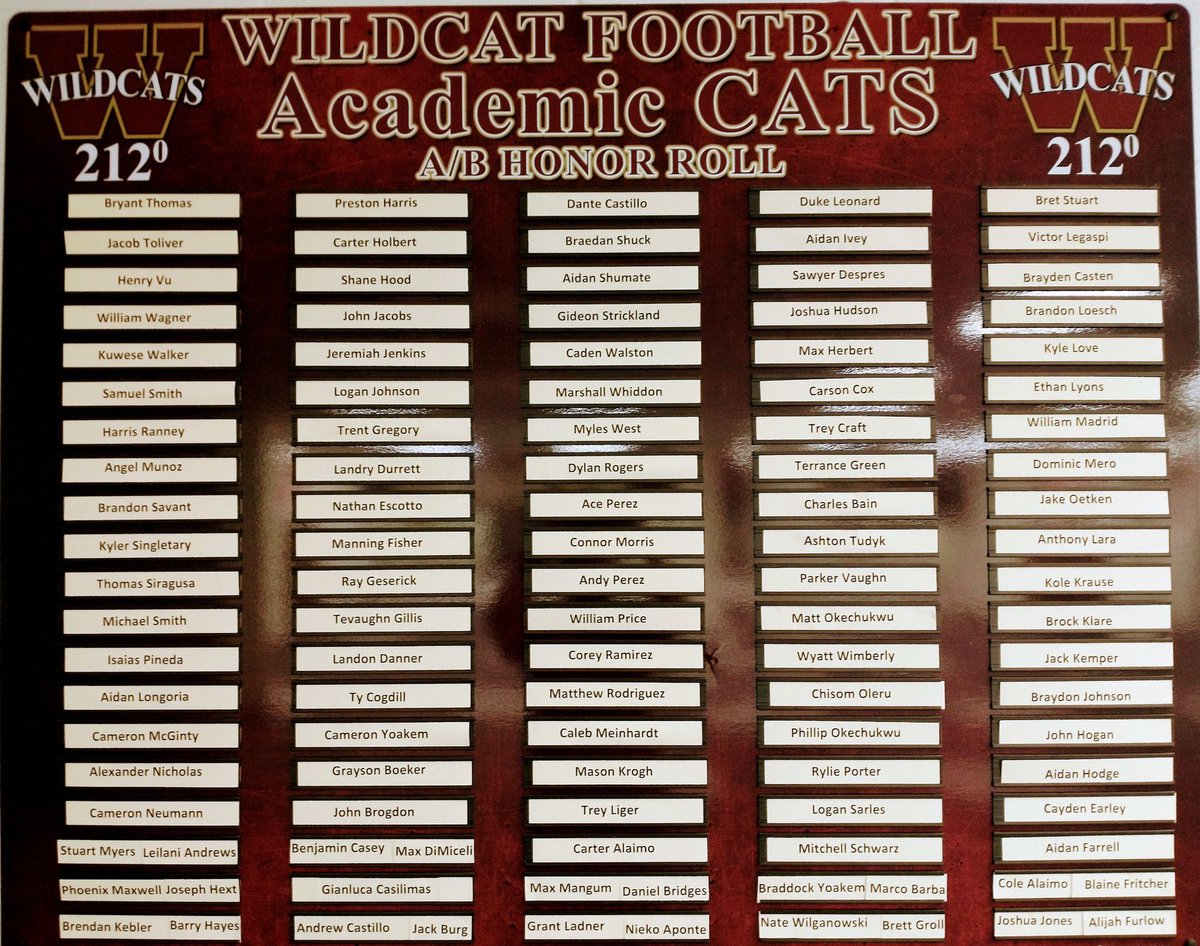 WILDCAT FOOTBALL
Academic CATS
A/B HONOR ROLL
WILDCATS
212⁰
WILDCATS
212⁰
Bryant Thomas
Jacob Toliver
Henry Vu
William Wagner
Kuwese Walker
Samuel Smith
Harris Ranney
Angel Munoz
Brandon Savant
Kyler Singletary
Thomas Siragusa
Michael Smith
Isaias Pineda
Aidan Longoria
Cameron McGinty
Alexander Nicholas
Cameron Neumann
Stuart Myers Leilani Andrews
Phoenix Maxwell Joseph Hext
Brendan Kebler Barry Hayes
Preston Harris
Carter Holbert
Shane Hood
John Jacobs
Jeremiah Jenkins
Logan Johnson
Trent Gregory
Landry Durrett
Nathan Escotto
Manning Fisher
Ray Geserick
Tevaughn Gillis
Landon Danner
Ty Cogdill
Cameron Yoakem
Grayson Boeker
John Brogdon
Benjamin Casey Max DiMiceli
Gianluca Casilimas
Andrew Castillo Jack Burg
Dante Castillo
Braedan Shuck
Aidan Shumate
Gideon Strickland
Caden Walston
Marshall Whiddon
Myles West
Dylan Rogers
Ace Perez
Connor Morris
Andy Perez
William Price
Corey Ramirez
Matthew Rodriguez
Caleb Meinhardt
Mason Krogh
Trey Liger
Carter Alaimo
Max Mangum Daniel Bridges
Grant Ladner Nieko Aponte
Duke Leonard
Aidan Ivey
Sawyer Despres
Joshua Hudson
Max Herbert
Carson Cox
Trey Craft
Terrance Green
Charles Bain
Ashton Tudyk
Parker Vaughn
Matt Okechukwu
Wyatt Wimberly
Chisom Oleru
Phillip Okechukwu
Rylie Porter
Logan Sarles
Mitchell Schwarz
Braddock Yoakem Marco Barba
Nate Wilganowski Brett Groll
Bret Stuart
Victor Legaspi
Brayden Casten
Brandon Loesch
Kyle Love
Ethan Lyons
William Madrid
Dominic Mero
Jake Oetken
Anthony Lara
Kole Krause
Brock Klare
Jack Kemper
Braydon Johnson
John Hogan
Aidan Hodge
Cayden Earley
Aidan Farrell
Cole Alaimo Blaine Fritcher
Joshua Jones Alijah Furlow